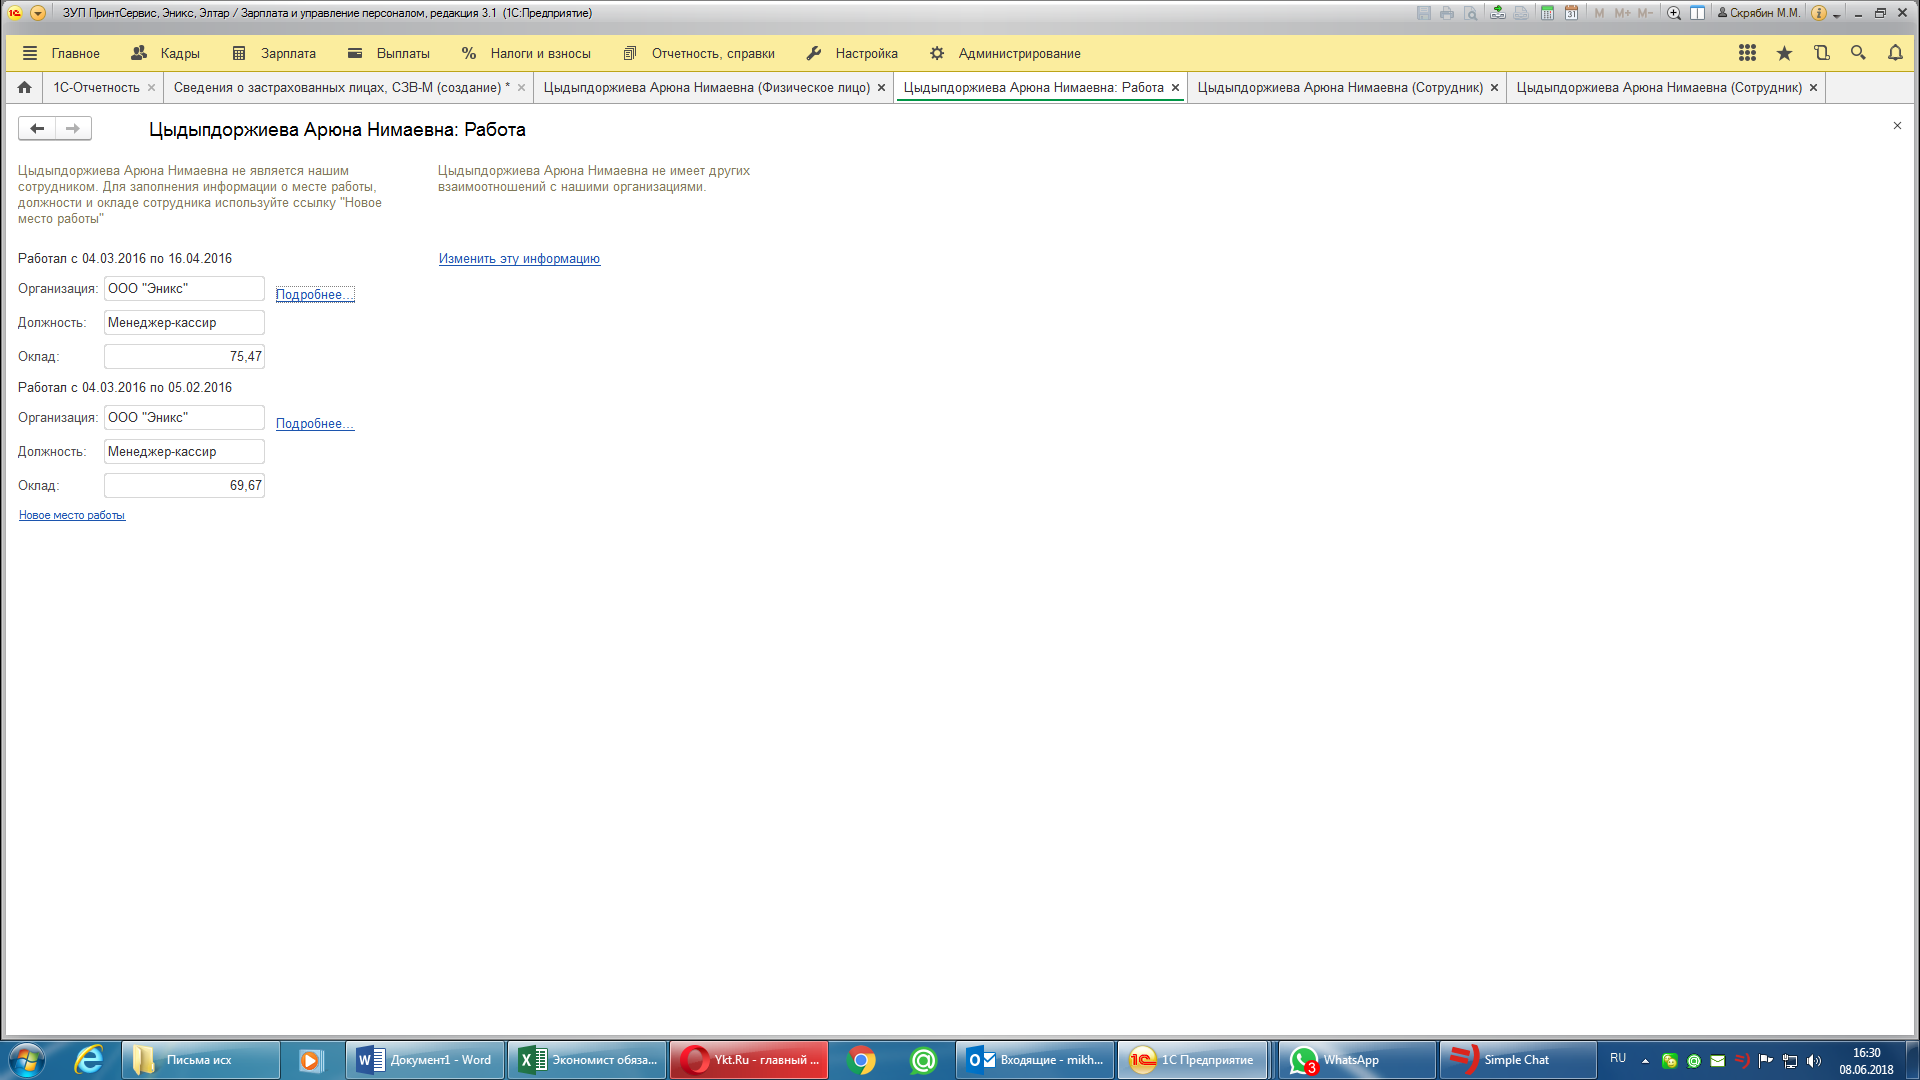 ЗУП ПринтСервис, Эникс, Элтар / Зарплата и управление персоналом, редакция 3.1 (1С:Предприятие)
M M+ M- Скрябин М.М.
Главное Кадры Зарплата Выплаты Налоги и взносы Отчетность, справки Настройка Администрирование
1С-Отчетность Сведения о застрахованных лицах, СЗВ-М (создание) * Цыдыпдоржиева Арюна Нимаевна (Физическое лицо) Цыдыпдоржиева Арюна Нимаевна: Работа Цыдыпдоржиева Арюна Нимаевна (Сотрудник) Цыдыпдоржиева Арюна Нимаевна (Сотрудник)
Цыдыпдоржиева Арюна Нимаевна: Работа
Цыдыпдоржиева Арюна Нимаевна не является нашим
сотрудником. Для заполнения информации о месте работы,
должности и окладе сотрудника используйте ссылку "Новое
место работы"
Цыдыпдоржиева Арюна Нимаевна не имеет других
взаимоотношений с нашими организациями.
Работал с 04.03.2016 по 16.04.2016
Изменить эту информацию
Организация: ООО "Эникс" Подробнее...
Должность: Менеджер-кассир
Оклад: 75,47
Работал с 04.03.2016 по 05.02.2016
Организация: ООО "Эникс" Подробнее...
Должность: Менеджер-кассир
Оклад: 69,67
Новое место работы
Письма исх Документ1 - Word Экономист обяза... Ykt.Ru - главный ... Входящие - mikh... 1С Предприятие 3 WhatsApp Simple Chat RU 16:30
08.06.2018